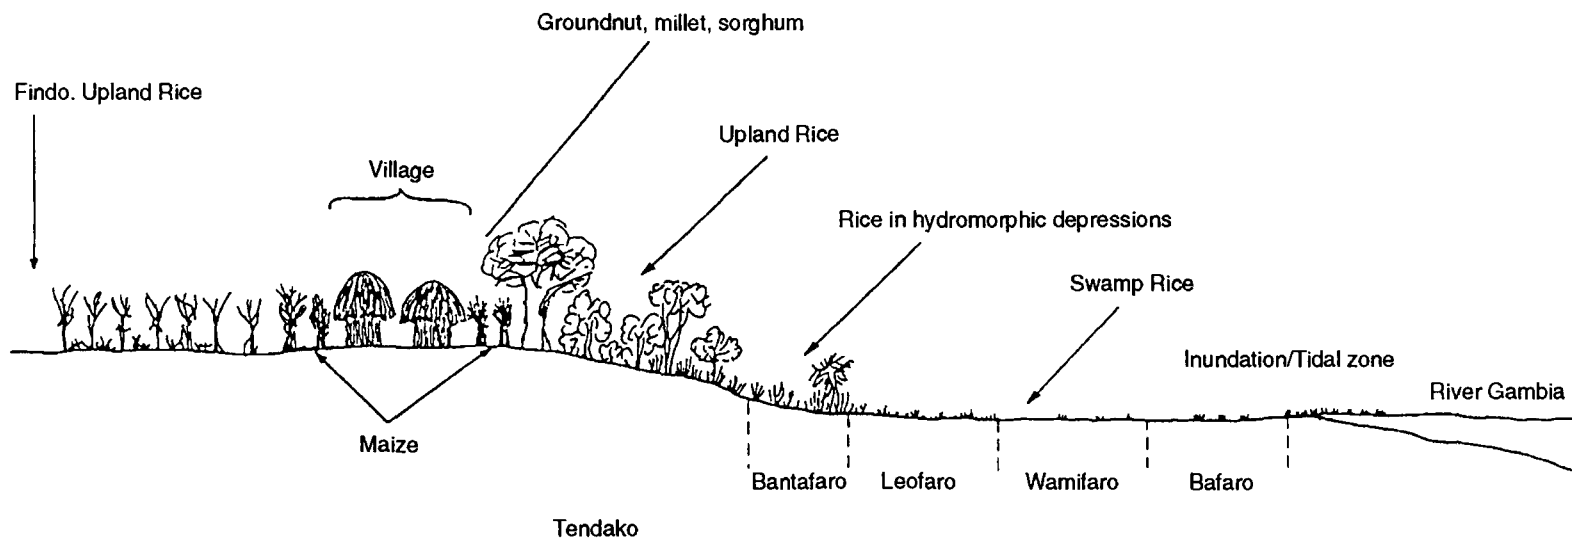 Groundnut, millet, sorghum
Findo. Upland Rice
Upland Rice
Village
Rice in hydromorphic depressions
Swamp Rice
Inundation/Tidal zone
River Gambia
Maize
Bantafaro
Leofaro
Wamifaro
Bafaro
Tendako